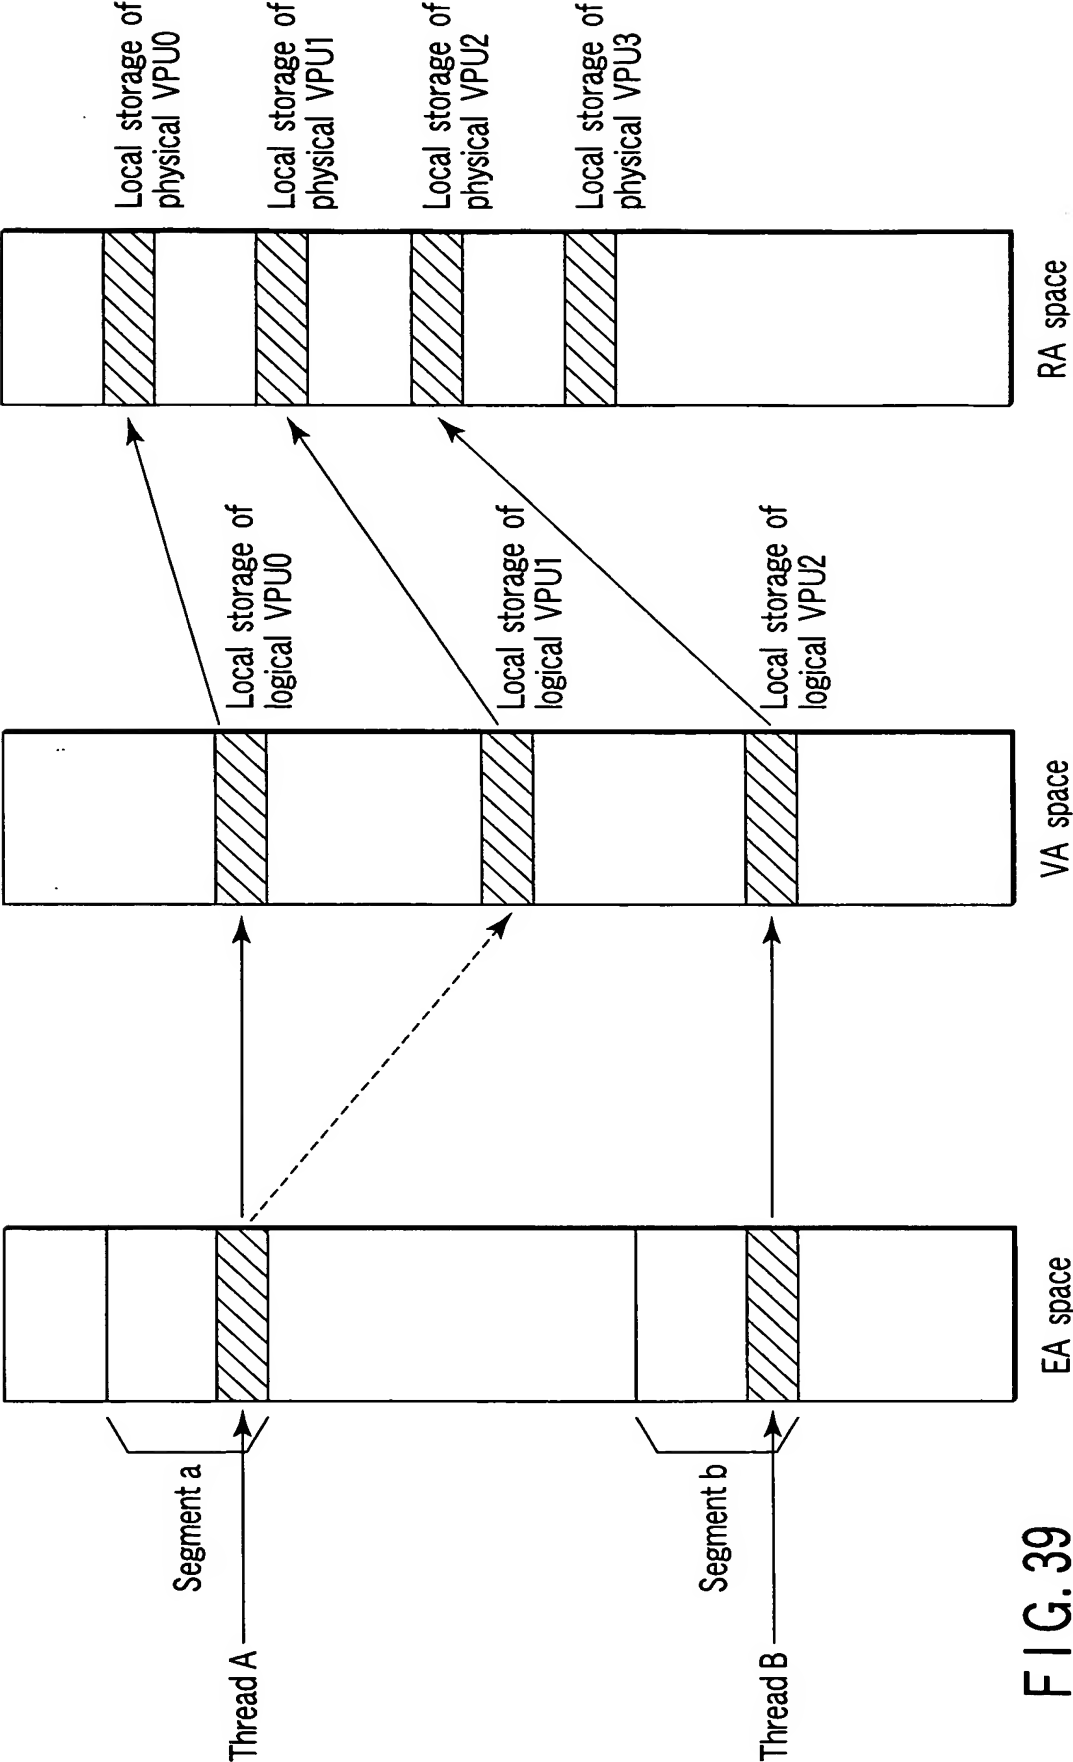 Thread A
Segment a
Thread B
Segment b
EA space
Local storage of
logical VPU0
Local storage of
logical VPU1
Local storage of
logical VPU2
VA space
Local storage of
physical VPU0
Local storage of
physical VPU1
Local storage of
physical VPU2
Local storage of
physical VPU3
RA space
FIG. 39